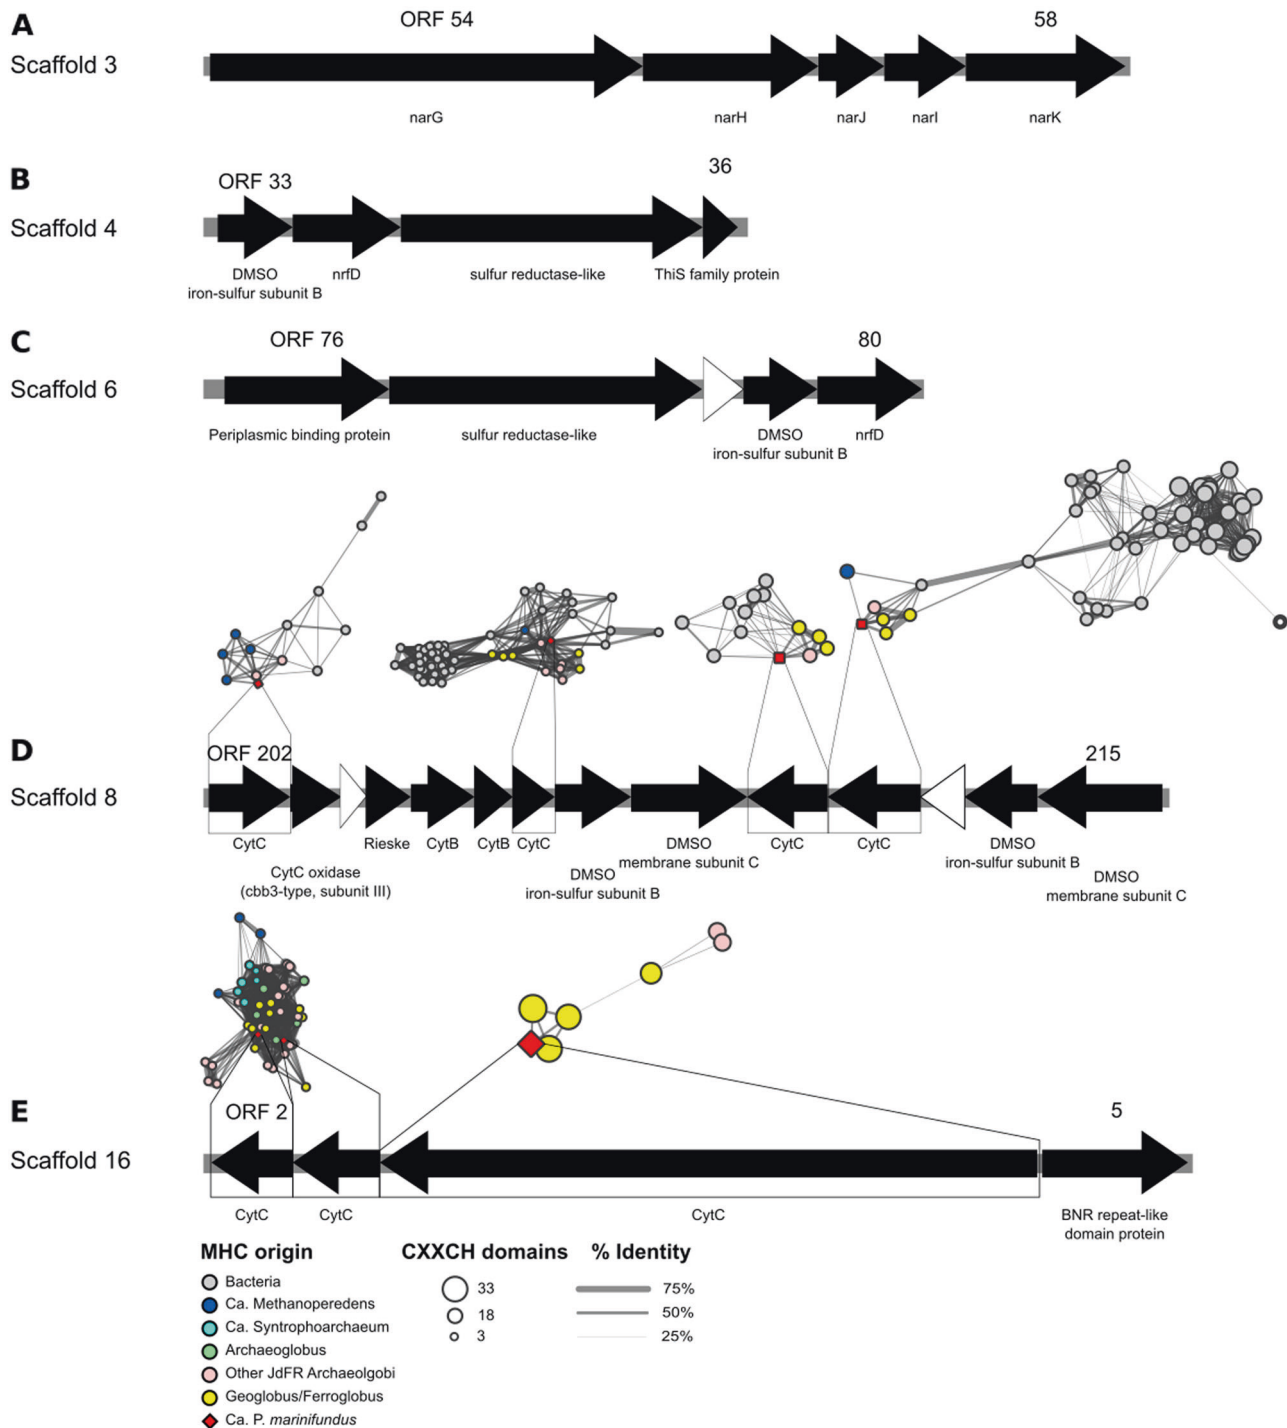 A
Scaffold 3
ORF 54
58
narG
narH
narJ
narI
narK
B
Scaffold 4
ORF 33
36
DMSO
iron-sulfur subunit B
nrfD
sulfur reductase-like
ThiS family protein
C
Scaffold 6
ORF 76
80
Periplasmic binding protein
sulfur reductase-like
DMSO
iron-sulfur subunit B
nrfD
D
Scaffold 8
ORF 202
215
CytC
CytC oxidase
(cbb3-type, subunit III)
Rieske
CytB
CytB
CytC
DMSO
iron-sulfur subunit B
DMSO
membrane subunit C
CytC
CytC
DMSO
iron-sulfur subunit B
DMSO
membrane subunit C
E
Scaffold 16
ORF 2
5
CytC
CytC
CytC
BNR repeat-like
domain protein
MHC origin
Bacteria
Ca. Methanoperedens
Ca. Syntrophoarchaeum
Archaeoglobus
Other JdFR Archaeolgobi
Geoglobus/Ferroglobus
Ca. P. marinifundus
CXXCH domains
33
18
3
% Identity
75%
50%
25%